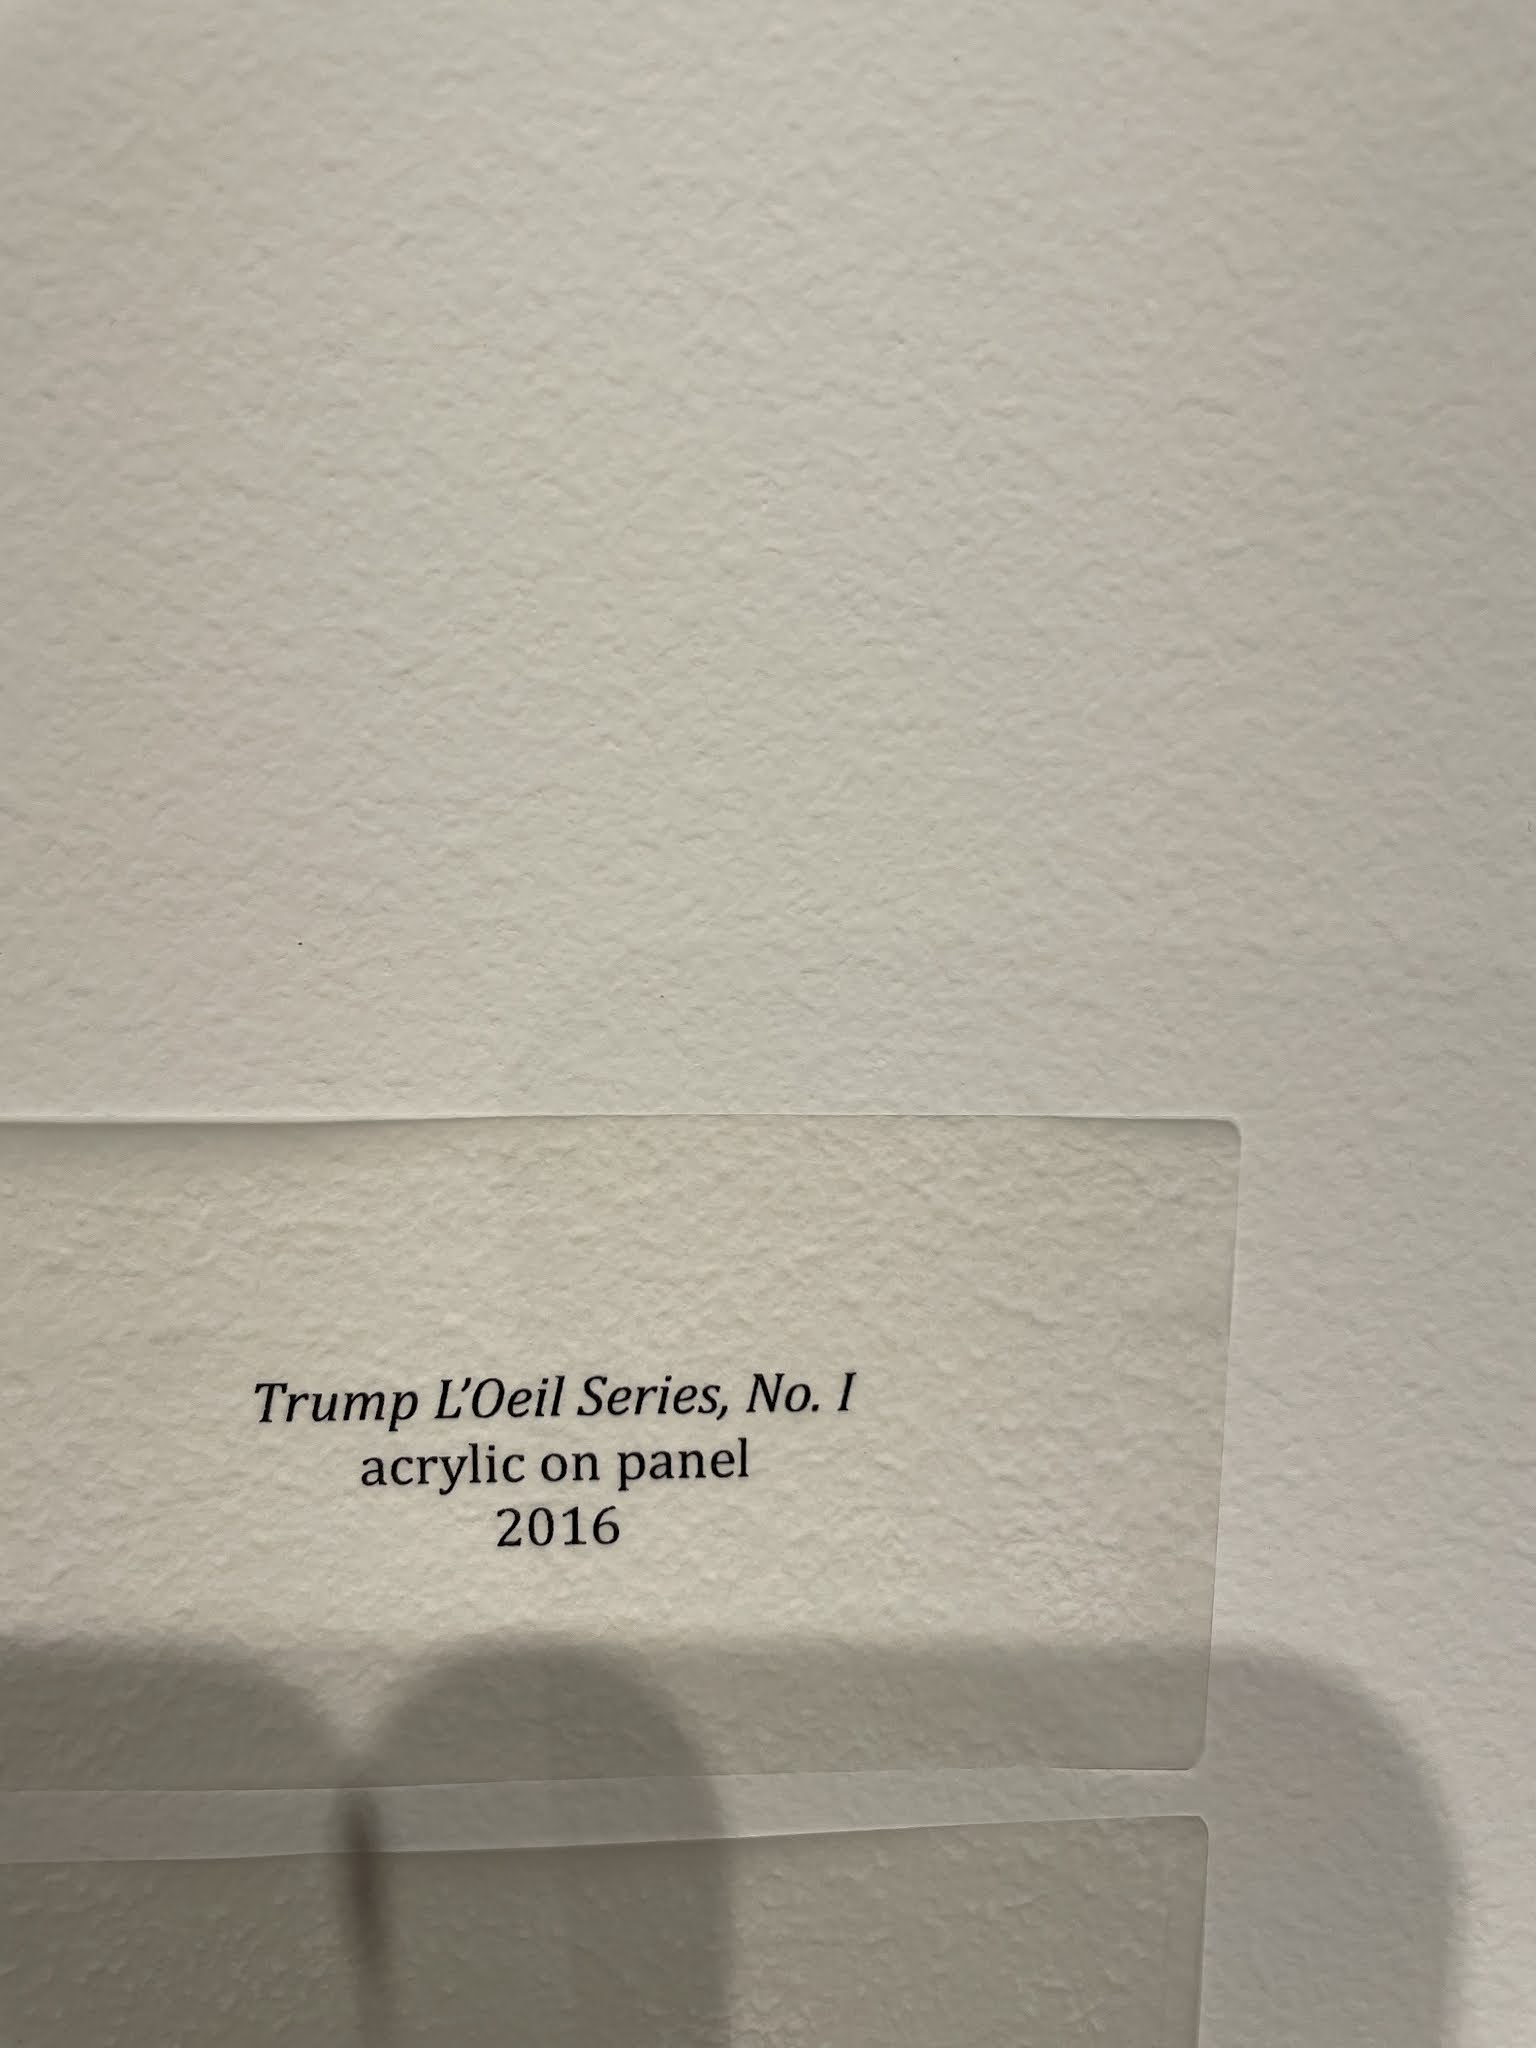 Trump L’Oeil Series, No. I
acrylic on panel
2016